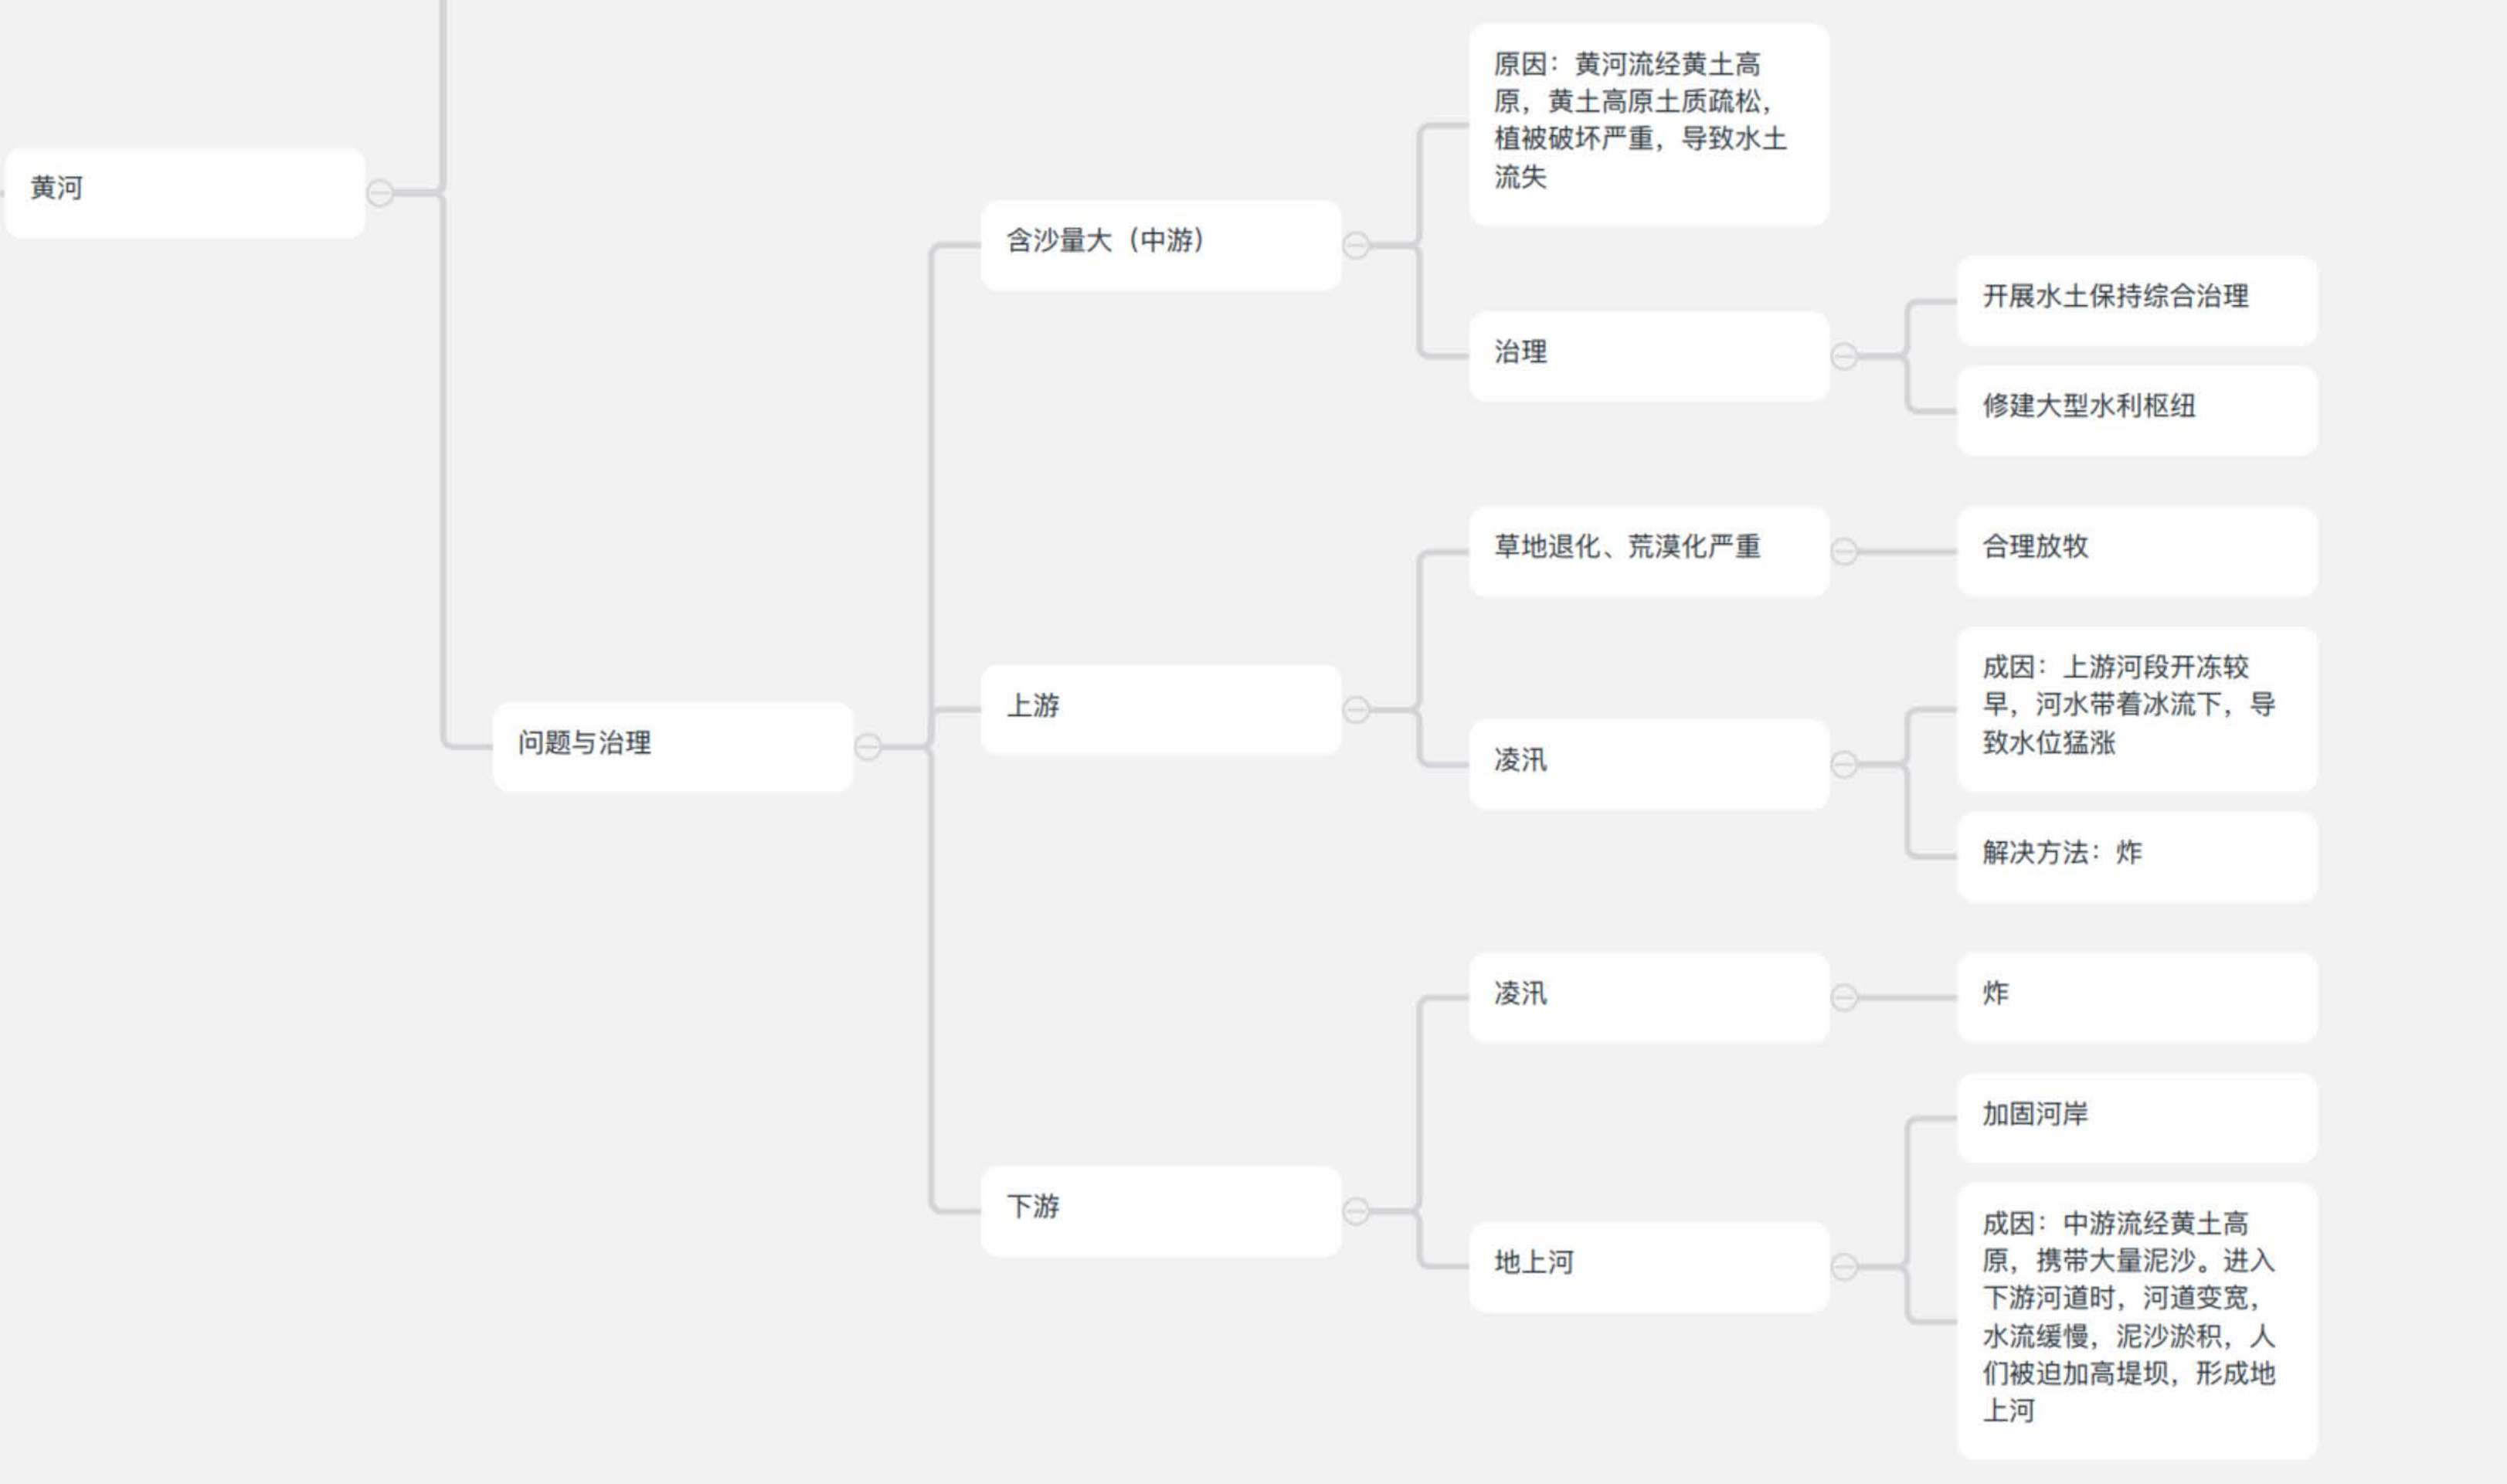 黄河
问题与治理
含沙量大（中游）
原因：黄河流经黄土高
原，黄土高原土质疏松，
植被破坏严重，导致水土
流失
治理
开展水土保持综合治理
修建大型水利枢纽
上游
草地退化、荒漠化严重
合理放牧
凌汛
成因：上游河段开冻较
早，河水带着冰流下，导
致水位猛涨
解决方法：炸
下游
凌汛
炸
地上河
加固河岸
成因：中游流经黄土高
原，携带大量泥沙。进入
下游河道时，河道变宽，
水流缓慢，泥沙淤积，人
们被迫加高堤坝，形成地
上河